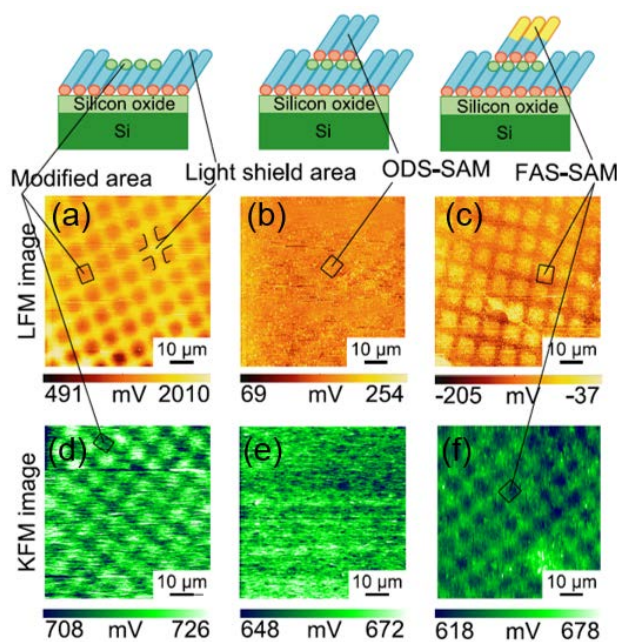 Silicon oxide
Si
Silicon oxide
Si
Silicon oxide
Si
Modified area
Light shield area
ODS-SAM
FAS-SAM
LFM image
(a)
10 µm
491 mV 2010
(b)
10 µm
69 mV 254
(c)
10 µm
-205 mV -37
KFM image
(d)
10 µm
708 mV 726
(e)
10 µm
648 mV 672
(f)
10 µm
618 mV 678